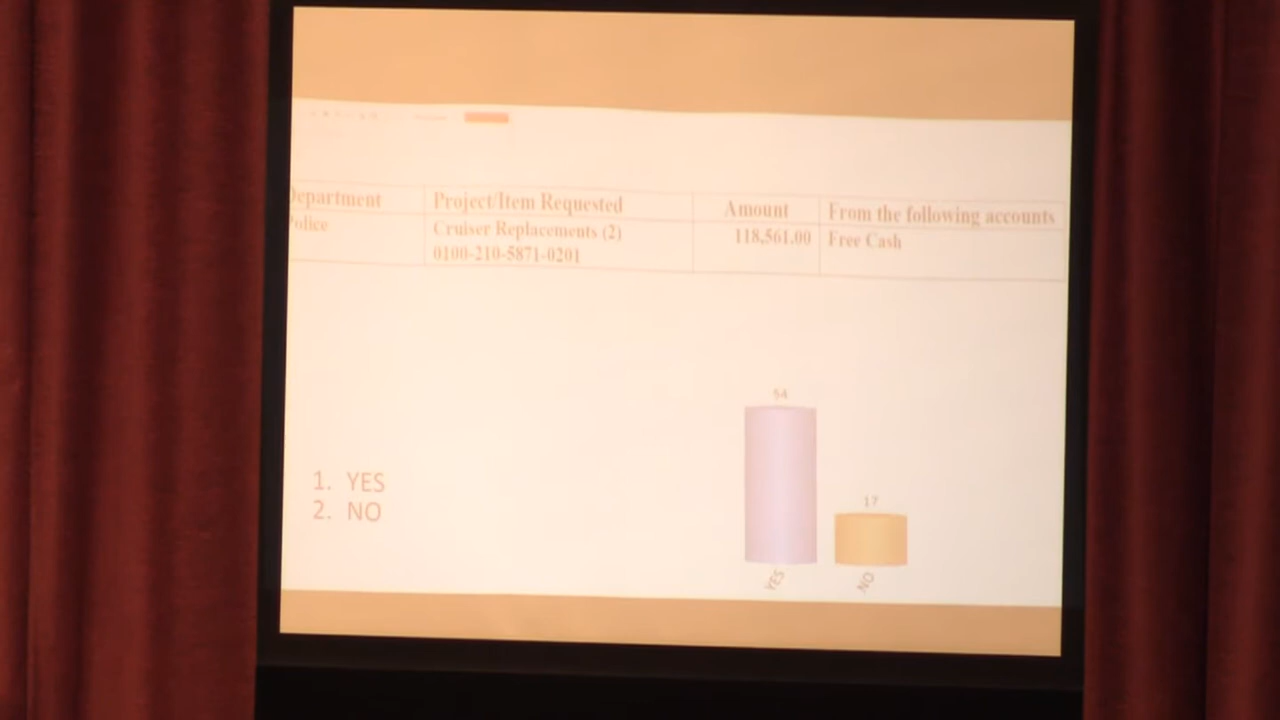 Department Project/Item Requested Amount From the following accounts
Police Cruiser Replacements (2) 118,561.00 Free Cash
0100-210-5871-0201
54
17
1. YES
2. NO
YES NO